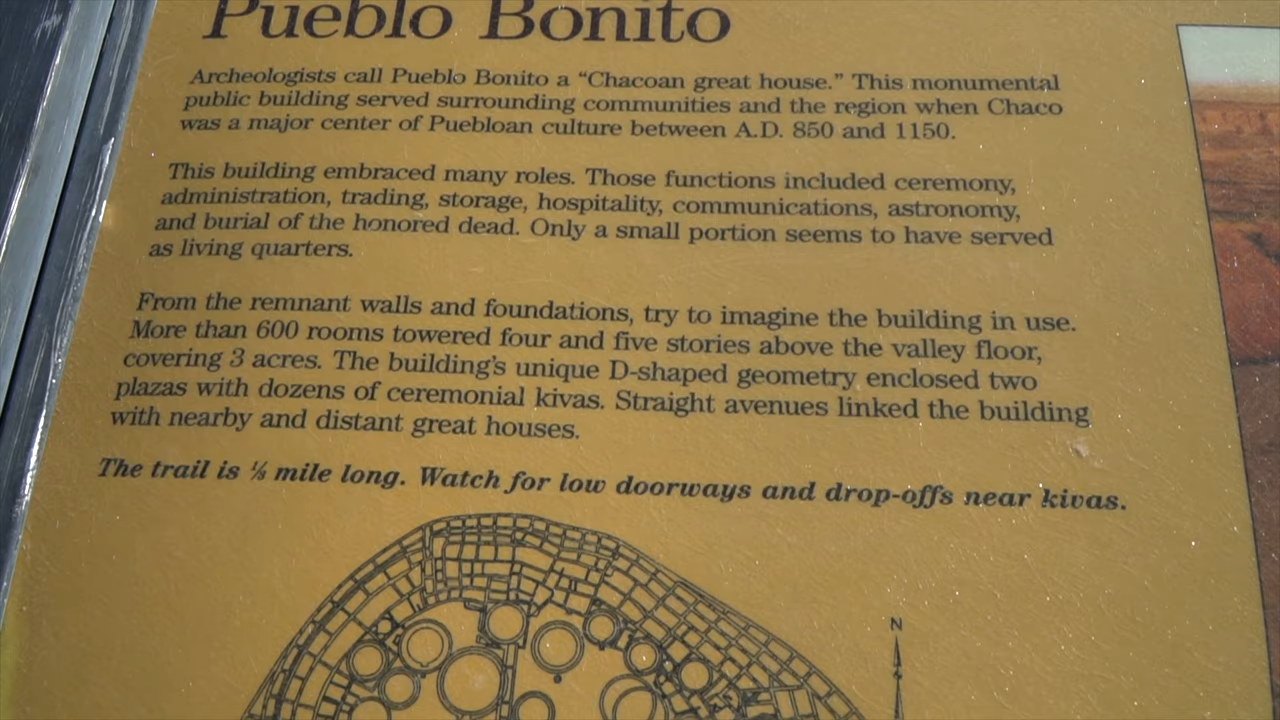 Pueblo Bonito
Archeologists call Pueblo Bonito a “Chacoan great house.” This monumental
public building served surrounding communities and the region when Chaco
was a major center of Puebloan culture between A.D. 850 and 1150.
This building embraced many roles. Those functions included ceremony,
administration, trading, storage, hospitality, communications, astronomy,
and burial of the honored dead. Only a small portion seems to have served
as living quarters.
From the remnant walls and foundations, try to imagine the building in use.
More than 600 rooms towered four and five stories above the valley floor,
covering 3 acres. The building's unique D-shaped geometry enclosed two
plazas with dozens of ceremonial kivas. Straight avenues linked the building
with nearby and distant great houses.
The trail is ⅛ mile long. Watch for low doorways and drop-offs near kivas.
N